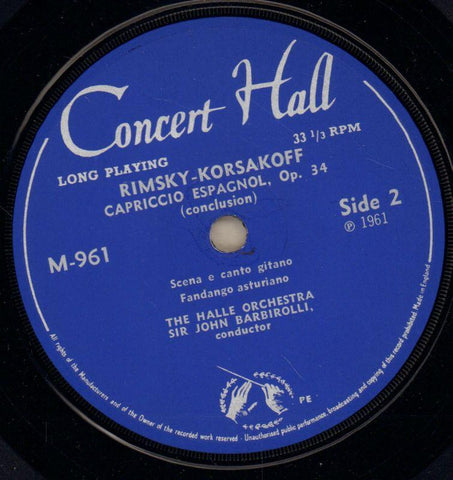 Concert Hall
LONG PLAYING
33 1/3 RPM
RIMSKY-KORSAKOFF
CAPRICCIO ESPAGNOL, Op. 34
(conclusion)
Side 2
℗ 1961
M-961
Scena e canto gitano
Fandango asturiano
THE HALLE ORCHESTRA
SIR JOHN BARBIROLLI,
conductor
PE
All rights of the Manufacturers and of the Owner of the recorded work reserved - Unauthorised public performance, broadcasting and copying of this record prohibited Made in England